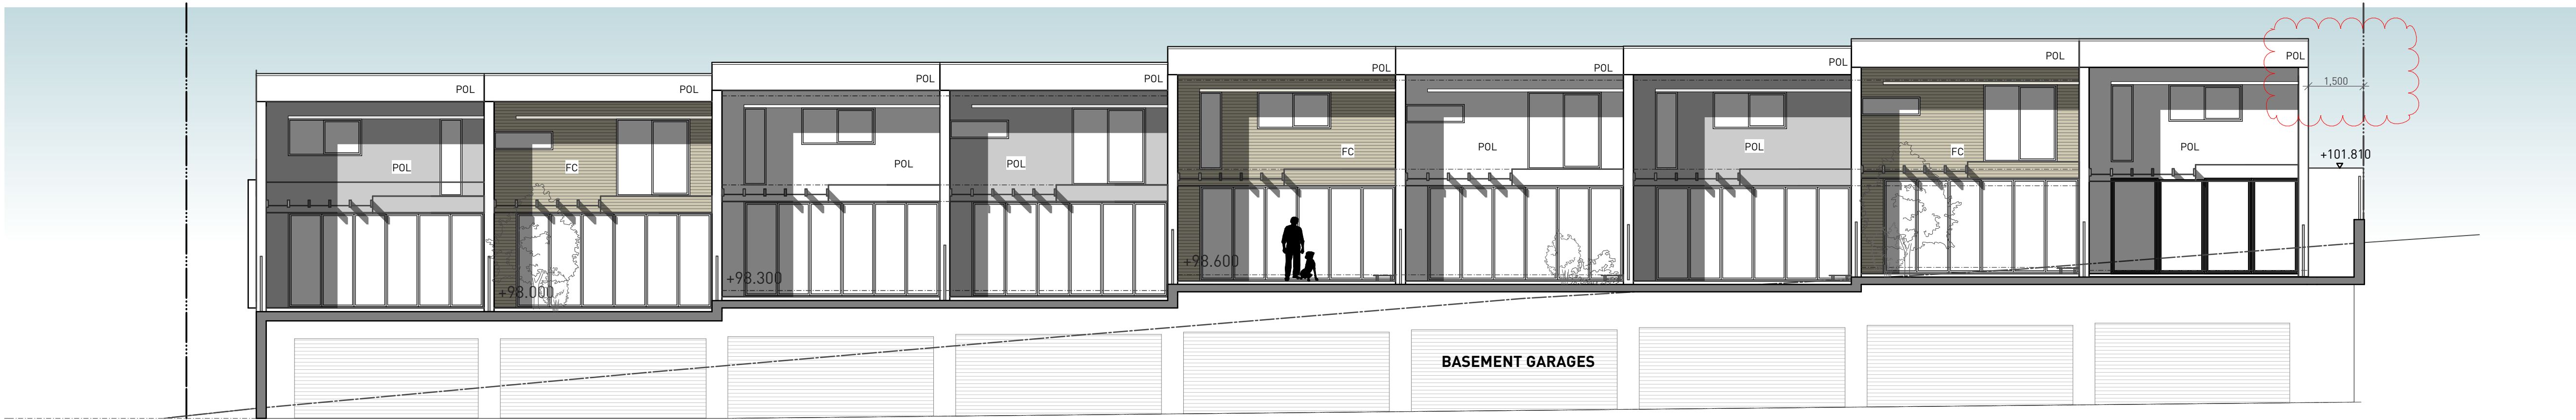 POL
POL
POL
POL
POL
POL
POL
POL
POL
1,500
POL
FC
POL
POL
FC
POL
POL
FC
POL
+101.810
+98.000
+98.300
+98.600
BASEMENT GARAGES